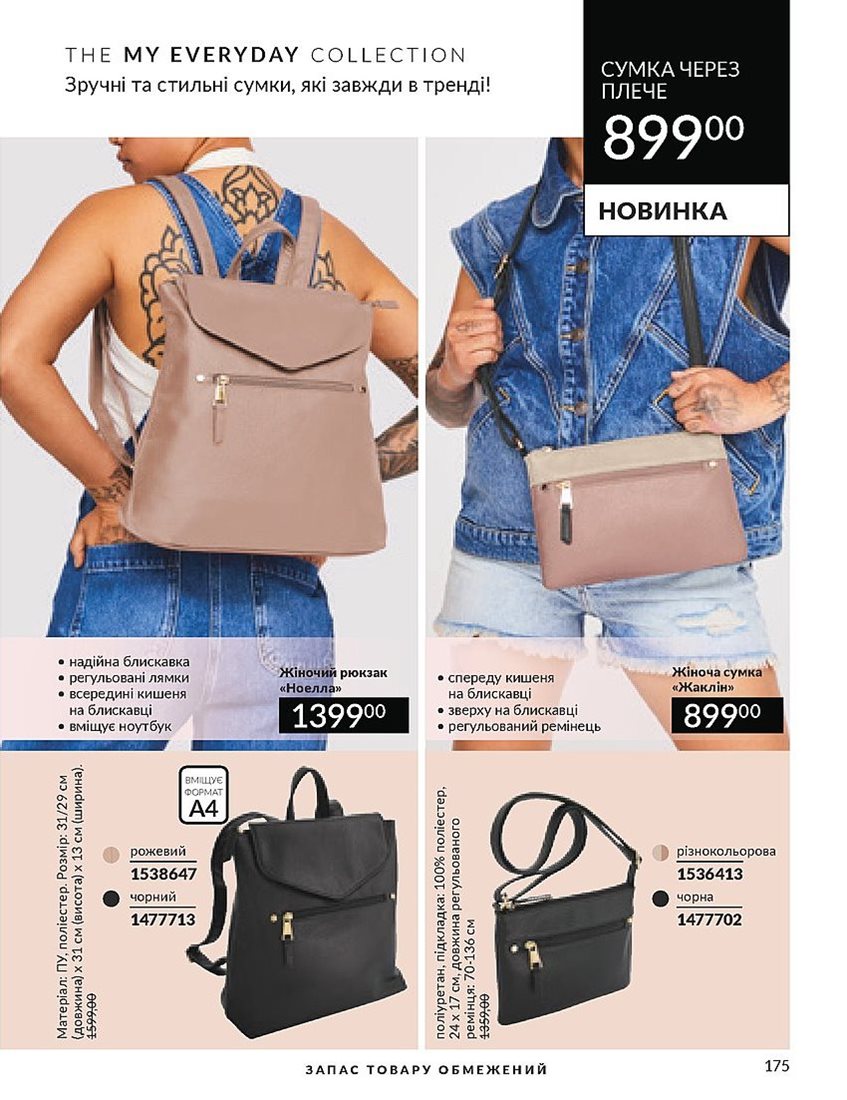 THE MY EVERYDAY COLLECTION
Зручні та стильні сумки, які завжди в тренді!
СУМКА ЧЕРЕЗ
ПЛЕЧЕ
899⁰⁰
НОВИНКА
• надійна блискавка
• регульовані лямки
• всередині кишеня
на блискавці
• вміщує ноутбук
Жіночий рюкзак
«Ноелла»
1399⁰⁰
• спереду кишеня
на блискавці
• зверху на блискавці
• регульований ремінець
Жіноча сумка
«Жаклін»
899⁰⁰
Матеріал: ПУ, поліестер. Розмір: 31/29 см
(довжина) х 31 см (висота) х 13 см (ширина).
1599,00
ВМІЩУЄ
ФОРМАТ
А4
рожевий
1538647
чорний
1477713
поліуретан, підкладка: 100% поліестер,
24 х 17 см, довжина регульованого
ремінця: 70-136 см
1359,00
різнокольорова
1536413
чорна
1477702
ЗАПАС ТОВАРУ ОБМЕЖЕНИЙ
175